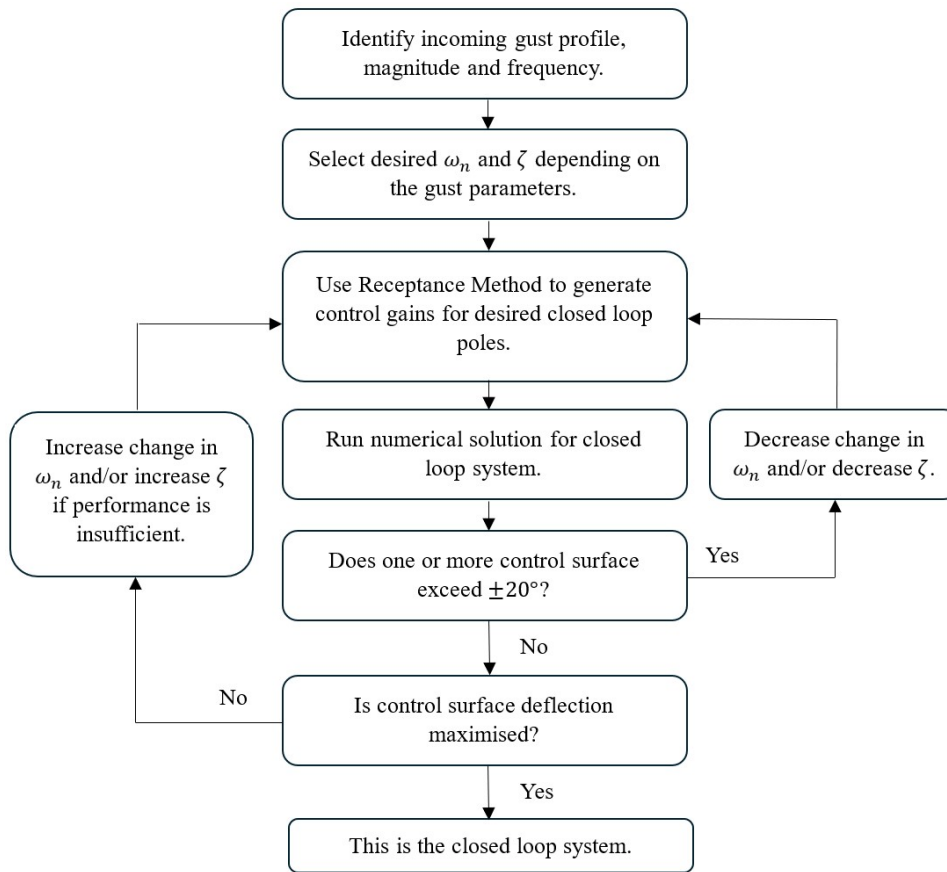 Identify incoming gust profile,
magnitude and frequency.
Select desired ωₙ and ζ depending on
the gust parameters.
Use Receptance Method to generate
control gains for desired closed loop
poles.
Run numerical solution for closed
loop system.
Increase change in
ωₙ and/or increase ζ
if performance is
insufficient.
Decrease change in
ωₙ and/or decrease ζ.
Does one or more control surface
exceed ±20°?
Yes
No
Is control surface deflection
maximised?
No
Yes
This is the closed loop system.